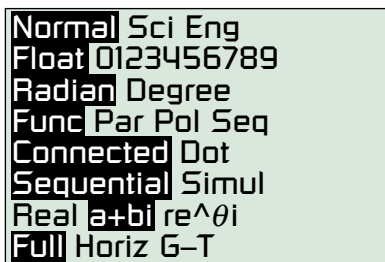 Normal Sci Eng
Float 0123456789
Radian Degree
Func Par Pol Seq
Connected Dot
Sequential Simul
Real a+bi re^θi
Full Horiz G–T